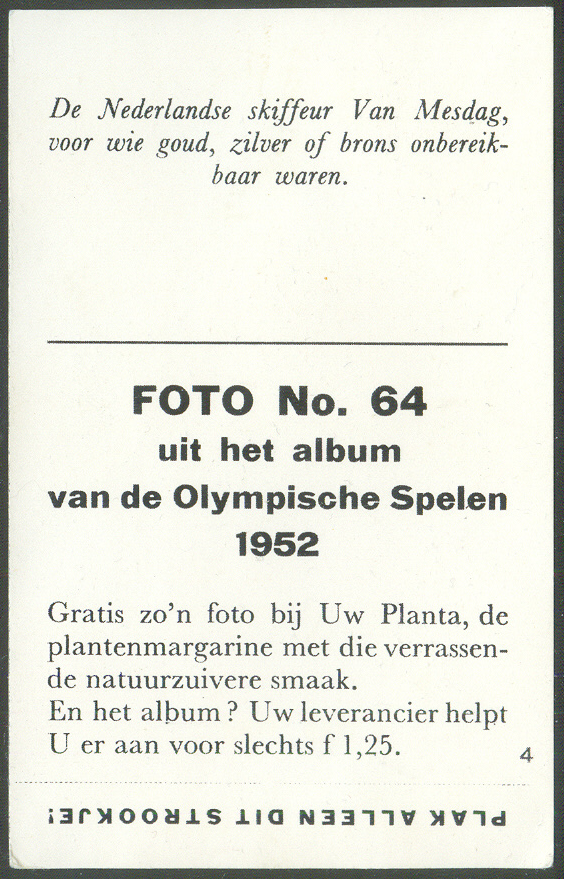 De Nederlandse skiffeur Van Mesdag,
voor wie goud, zilver of brons onbereik-
baar waren.
FOTO No. 64
uit het album
van de Olympische Spelen
1952
Gratis zo'n foto bij Uw Planta, de
plantenmargarine met die verrassen-
de natuurzuivere smaak.
En het album? Uw leverancier helpt
U er aan voor slechts f 1,25.
4
PLAK ALLEEN DIT STROOKJE!